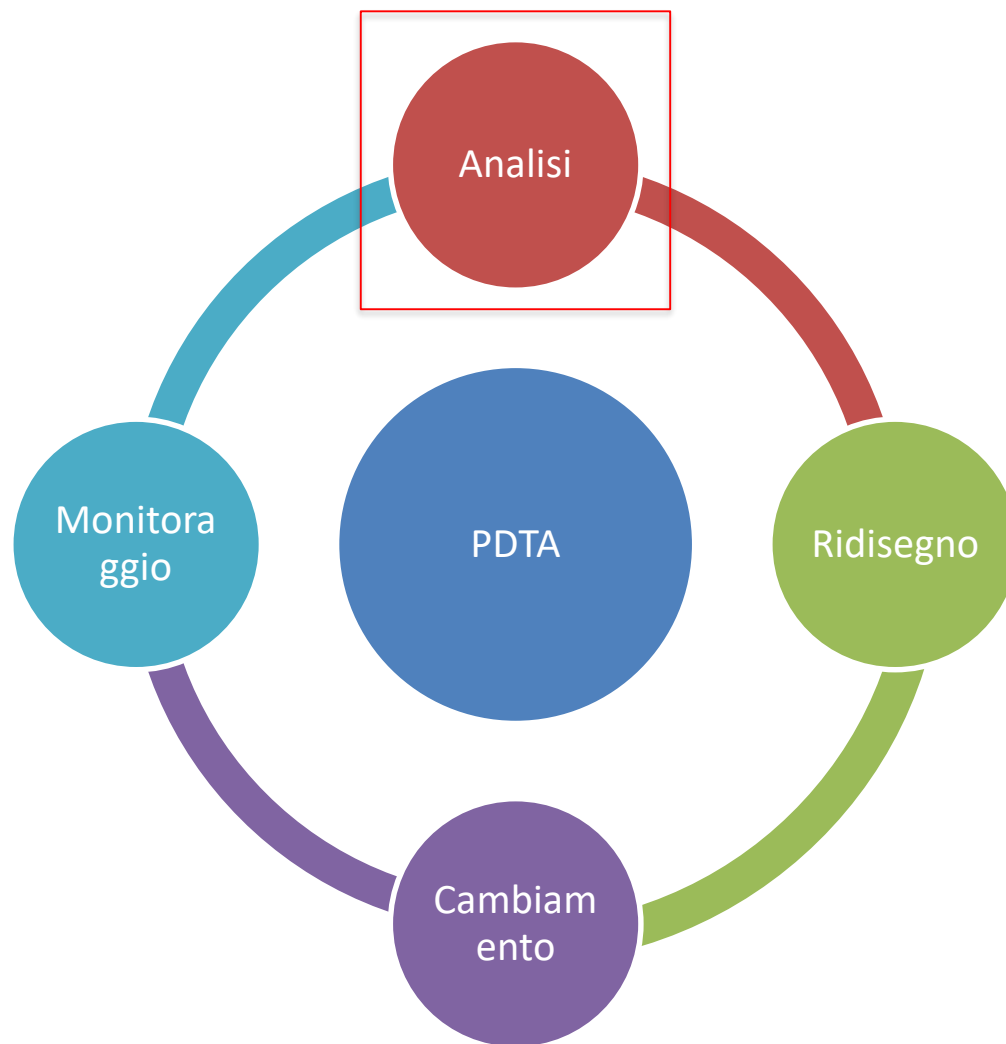 Analisi
Monitora
ggio
PDTA
Ridisegno
Cambiam
ento